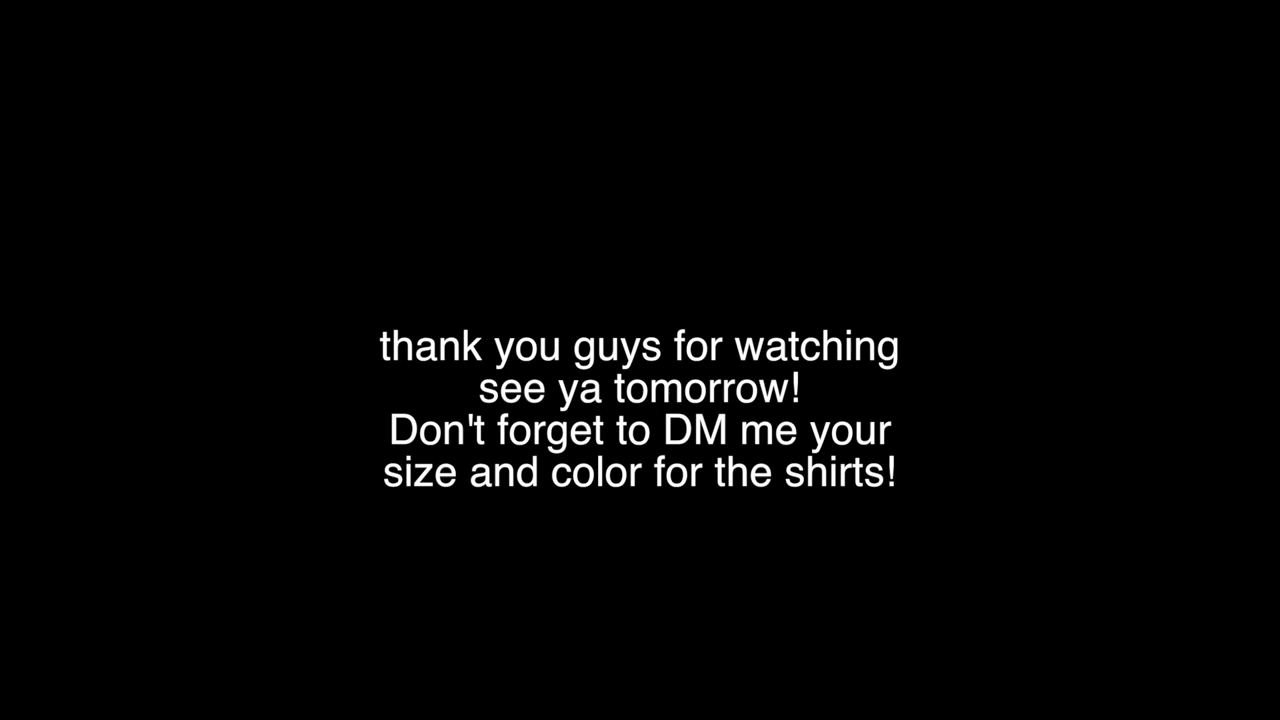 thank you guys for watching
see ya tomorrow!
Don't forget to DM me your
size and color for the shirts!